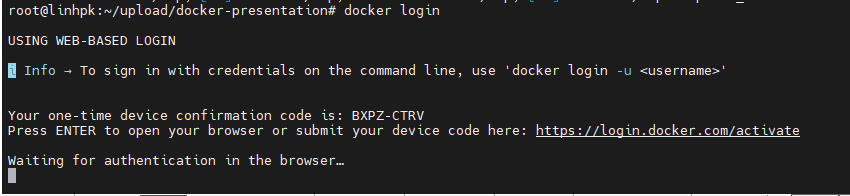 root@linhpk:~/upload/docker-presentation# docker login
USING WEB-BASED LOGIN
i Info → To sign in with credentials on the command line, use 'docker login -u <username>'
Your one-time device confirmation code is: BXPZ-CTRV
Press ENTER to open your browser or submit your device code here: https://login.docker.com/activate
Waiting for authentication in the browser…